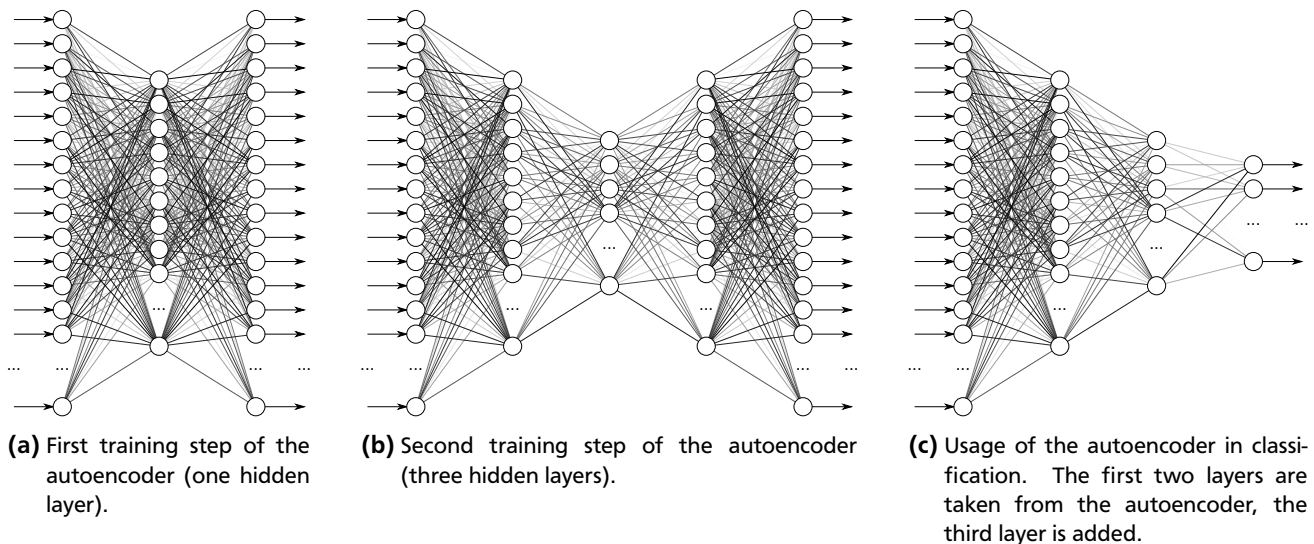 ...
...
...
...
...
...
...
...
... ...
... ...
... ...
(a) First training step of the
autoencoder (one hidden
layer).
(b) Second training step of the autoencoder
(three hidden layers).
(c) Usage of the autoencoder in classi-
fication. The first two layers are
taken from the autoencoder, the
third layer is added.